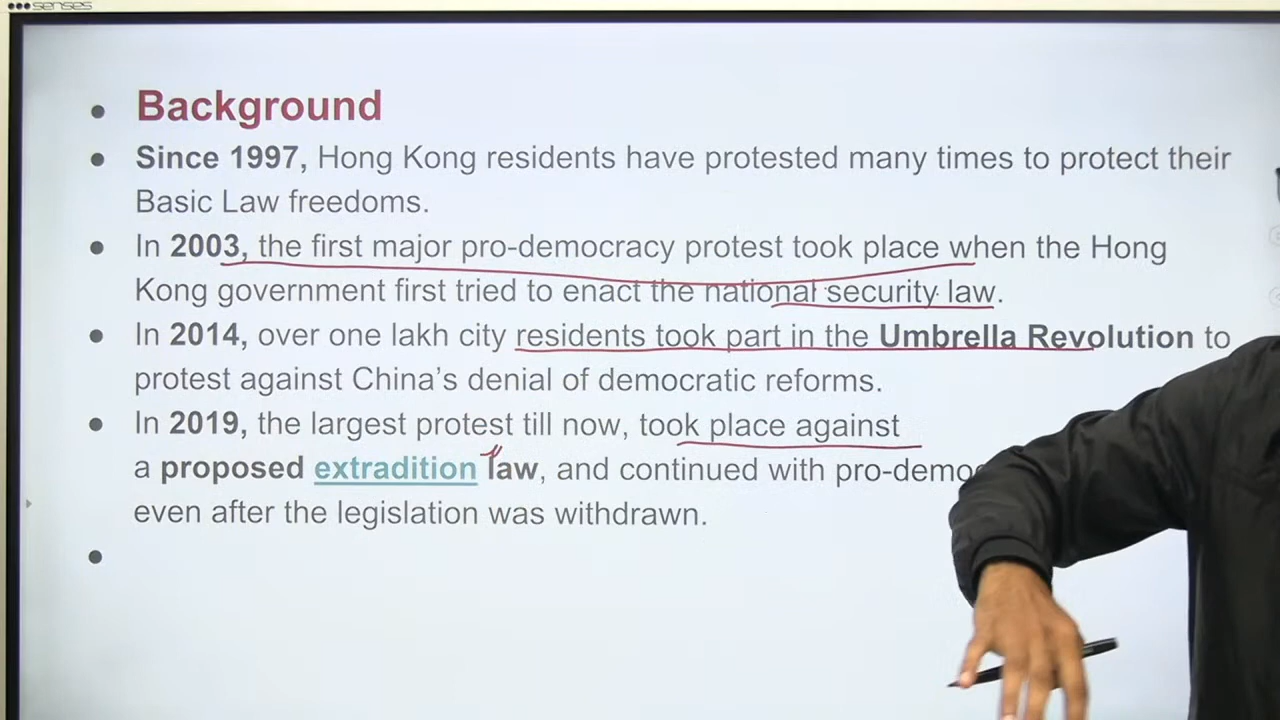 senses
Background
Since 1997, Hong Kong residents have protested many times to protect their
Basic Law freedoms.
In 2003, the first major pro-democracy protest took place when the Hong
Kong government first tried to enact the national security law.
In 2014, over one lakh city residents took part in the Umbrella Revolution to
protest against China’s denial of democratic reforms.
In 2019, the largest protest till now, took place against
a proposed extradition law, and continued with
even after the legislation was withdrawn.